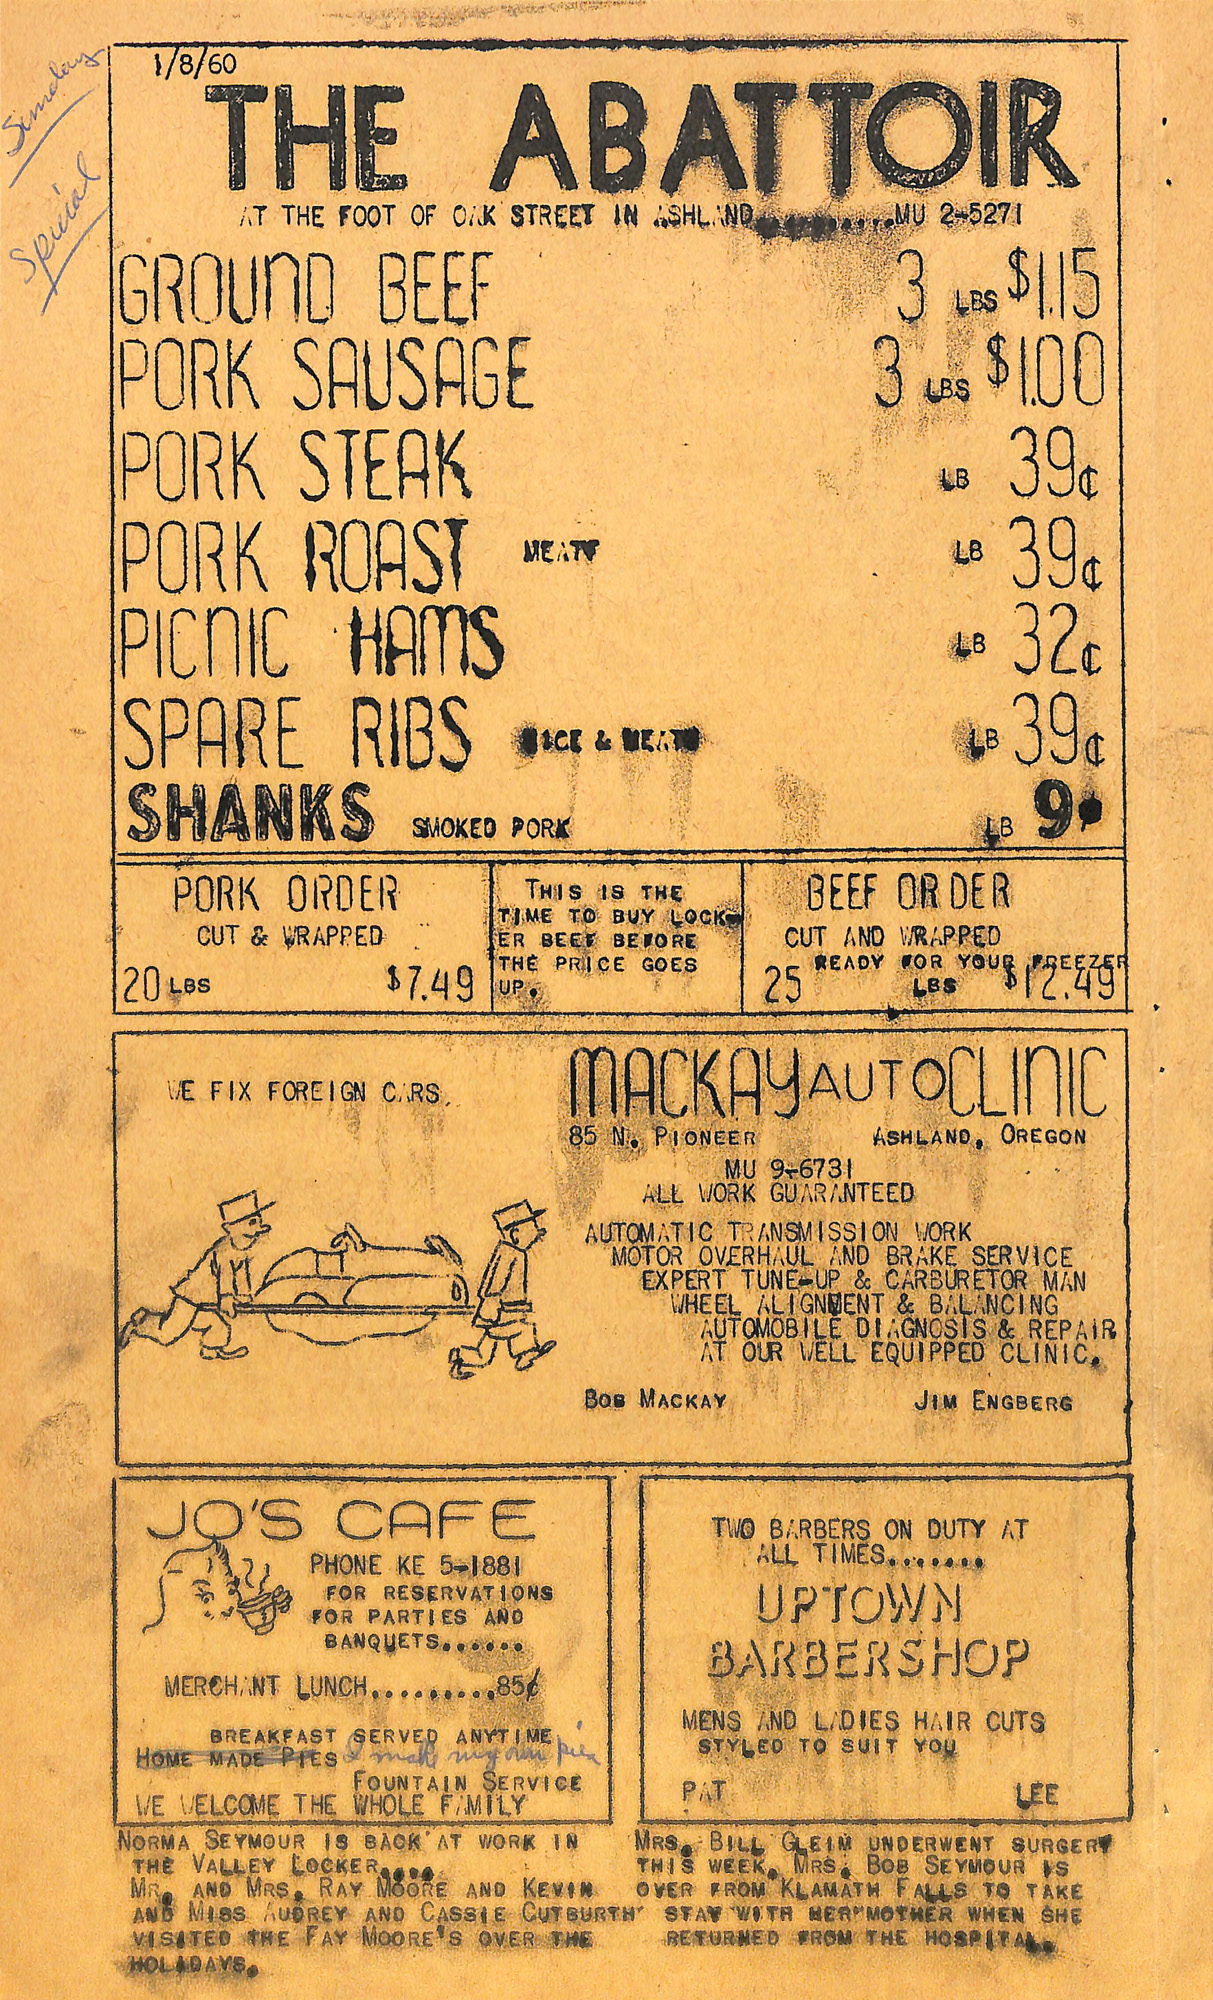 Sunday
Special
1/8/60
THE ABATTOIR
AT THE FOOT OF OAK STREET IN ASHLAND..........MU 2-5271
GROUND BEEF 3 LBS $1.15
PORK SAUSAGE 3 LBS $1.00
PORK STEAK LB 39¢
PORK ROAST MEATY LB 39¢
PICNIC HAMS LB 32¢
SPARE RIBS NICE & MEATY LB 39¢
SHANKS SMOKED PORK LB 9¢
PORK ORDER
CUT & WRAPPED
20 LBS $7.49
THIS IS THE
TIME TO BUY LOCK-
ER BEEF BEFORE
THE PRICE GOES
UP.
BEEF ORDER
CUT AND WRAPPED
READY FOR YOUR FREEZER
25 LBS $12.49
WE FIX FOREIGN CARS.
MACKAY AUTO CLINIC
85 N. PIONEER ASHLAND, OREGON
MU 9-6731
ALL WORK GUARANTEED
AUTOMATIC TRANSMISSION WORK
MOTOR OVERHAUL AND BRAKE SERVICE
EXPERT TUNE-UP & CARBURETOR MAN
WHEEL ALIGNMENT & BALANCING
AUTOMOBILE DIAGNOSIS & REPAIR
AT OUR WELL EQUIPPED CLINIC.
BOB MACKAY JIM ENGBERG
JO'S CAFE
PHONE KE 5-1881
FOR RESERVATIONS
FOR PARTIES AND
BANQUETS......
MERCHANT LUNCH.........85¢
BREAKFAST SERVED ANYTIME
HOME MADE PIES I make my own pies
FOUNTAIN SERVICE
WE WELCOME THE WHOLE FAMILY
TWO BARBERS ON DUTY AT
ALL TIMES.......
UPTOWN
BARBERSHOP
MENS AND LADIES HAIR CUTS
STYLED TO SUIT YOU
PAT LEE
NORMA SEYMOUR IS BACK AT WORK IN
THE VALLEY LOCKER....
MR. AND MRS. RAY MOORE AND KEVIN
AND MISS AUDREY AND CASSIE CUTBURTH
VISITED THE FAY MOORE'S OVER THE
HOLIDAYS.
MRS. BILL GLEIM UNDERWENT SURGERY
THIS WEEK. MRS. BOB SEYMOUR IS
OVER FROM KLAMATH FALLS TO TAKE
STAY WITH HER MOTHER WHEN SHE
RETURNED FROM THE HOSPITAL.